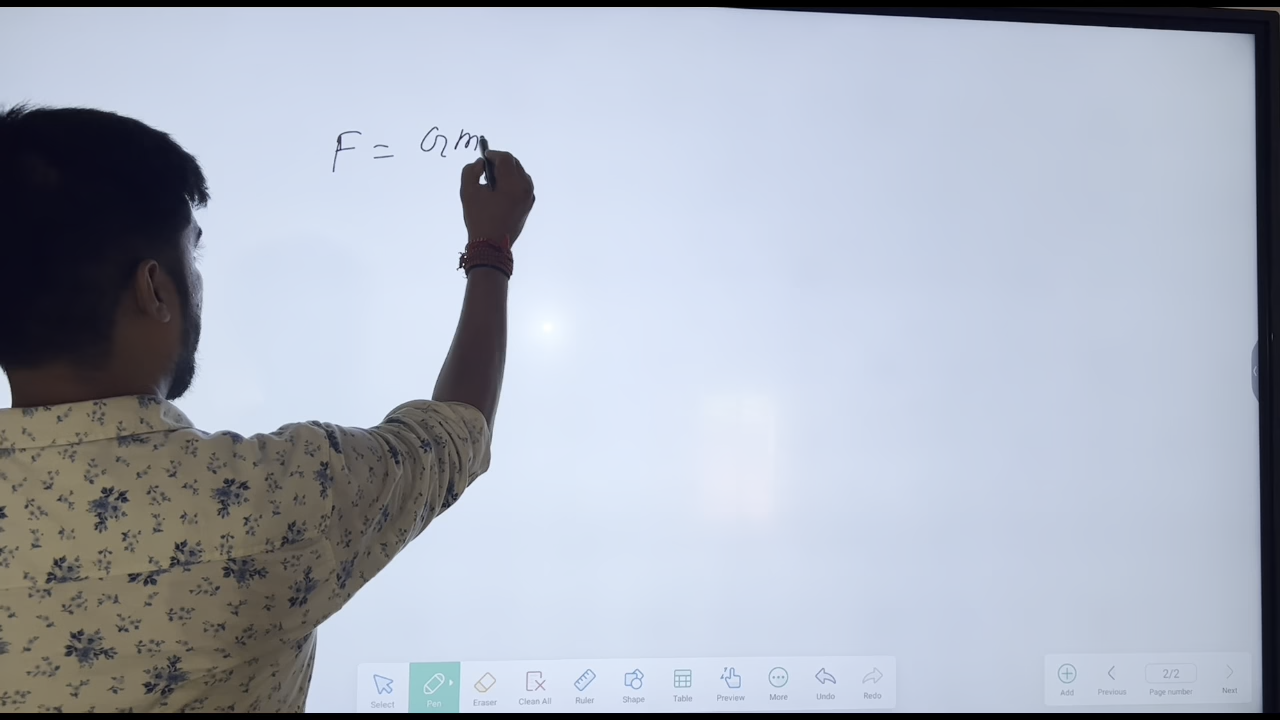 F = Gm
Select
Pen
Eraser
Clean All
Ruler
Shape
Table
Preview
More
Undo
Redo
Add
Previous
2/2
Page number
Next